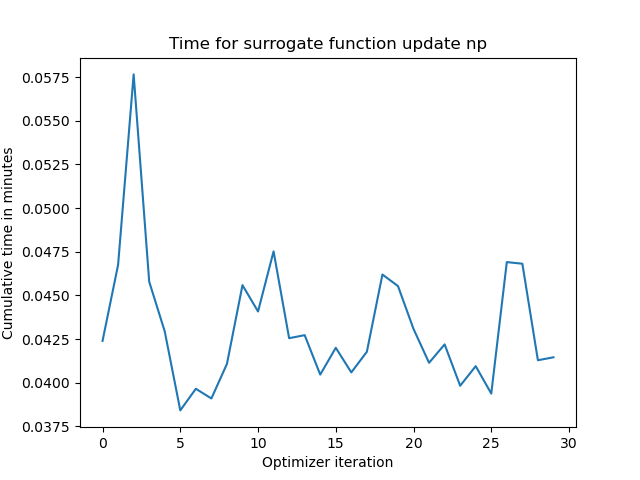 Time for surrogate function update np
Cumulative time in minutes
0.0575
0.0550
0.0525
0.0500
0.0475
0.0450
0.0425
0.0400
0.0375
0 5 10 15 20 25 30
Optimizer iteration